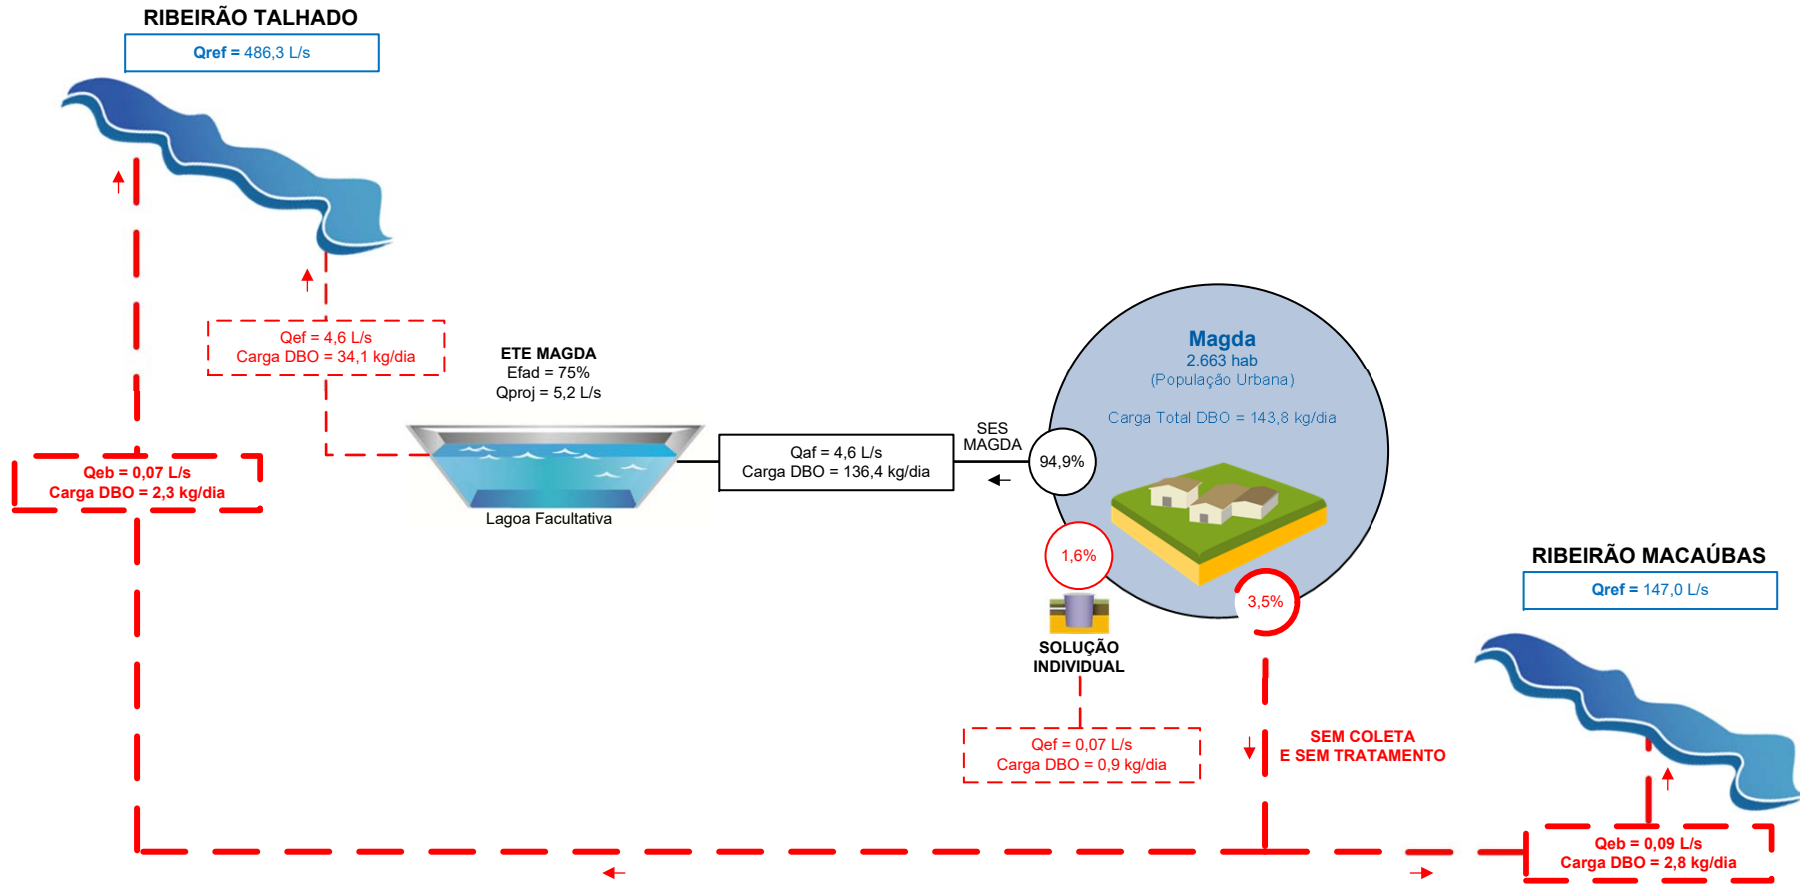 RIBEIRÃO TALHADO
Qref = 486,3 L/s
Qef = 4,6 L/s
Carga DBO = 34,1 kg/dia
ETE MAGDA
Efad = 75%
Qproj = 5,2 L/s
Lagoa Facultativa
Qaf = 4,6 L/s
Carga DBO = 136,4 kg/dia
SES
MAGDA
94,9%
Magda
2.663 hab
(População Urbana)
Carga Total DBO = 143,8 kg/dia
Qeb = 0,07 L/s
Carga DBO = 2,3 kg/dia
1,6%
3,5%
SOLUÇÃO
INDIVIDUAL
Qef = 0,07 L/s
Carga DBO = 0,9 kg/dia
SEM COLETA
E SEM TRATAMENTO
RIBEIRÃO MACAÚBAS
Qref = 147,0 L/s
Qeb = 0,09 L/s
Carga DBO = 2,8 kg/dia